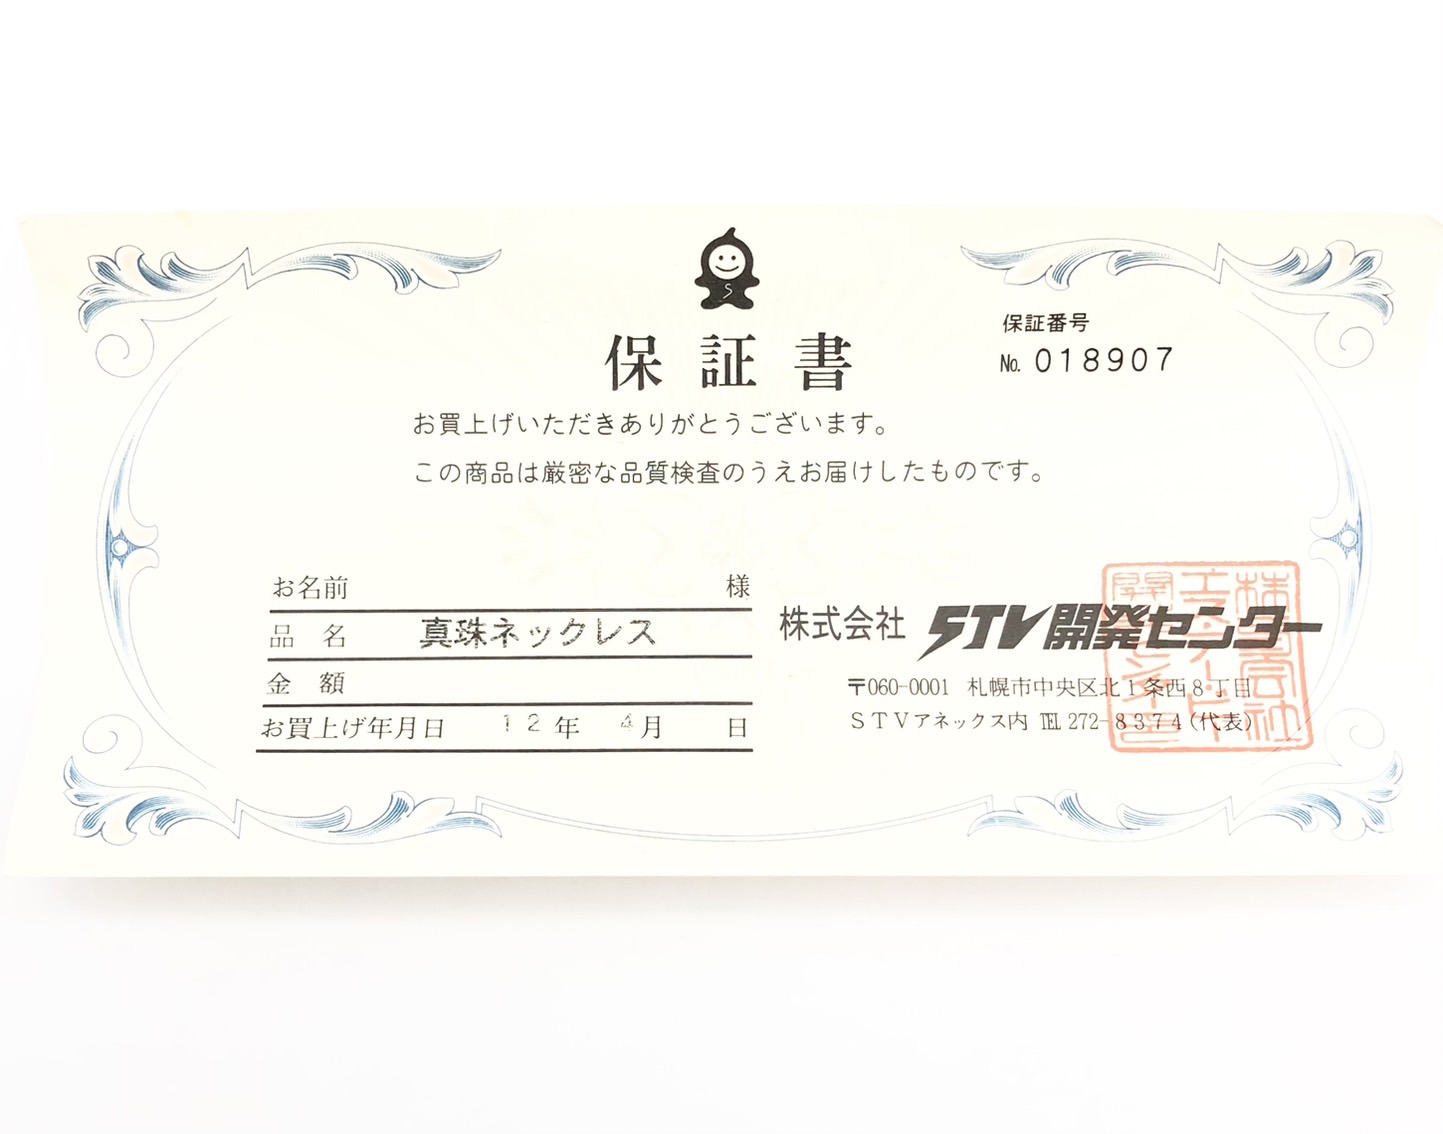 保証書
保証番号
No. 018907
お買上げいただきありがとうございます。
この商品は厳密な品質検査のうえお届けしたものです。
お名前 様
品 名 真珠ネックレス
金 額
お買上げ年月日 12年 4月 日
株式会社 STV開発センター
〒060-0001 札幌市中央区北1条西8丁目
STVアネックス内 ℡272-8374(代表)